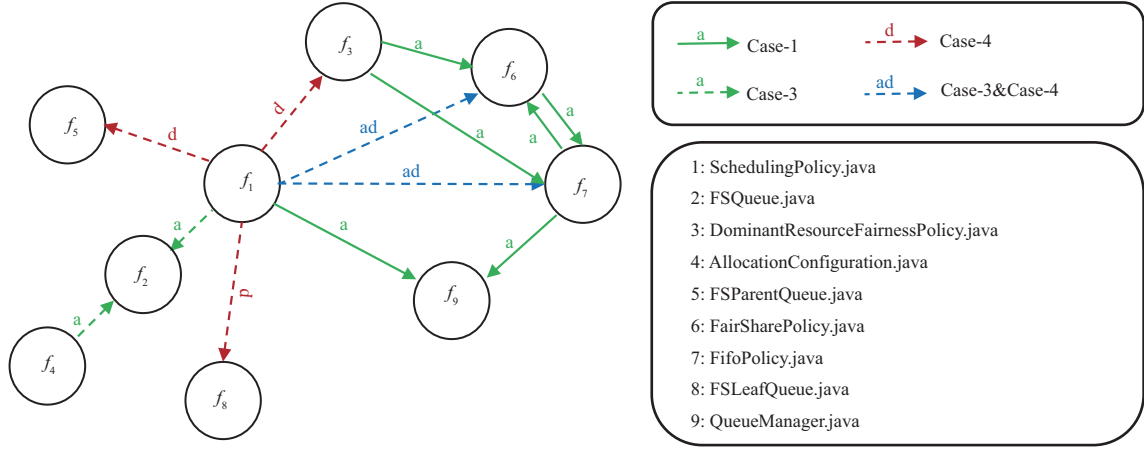 f3
a
f6
a
a
a
d
ad
f5
d
f1
ad
f7
a
a
a
f2
d
f9
a
f4
f8
a Case-1
d Case-4
a Case-3
ad Case-3&Case-4
1: SchedulingPolicy.java
2: FSQueue.java
3: DominantResourceFairnessPolicy.java
4: AllocationConfiguration.java
5: FSParentQueue.java
6: FairSharePolicy.java
7: FifoPolicy.java
8: FSLeafQueue.java
9: QueueManager.java